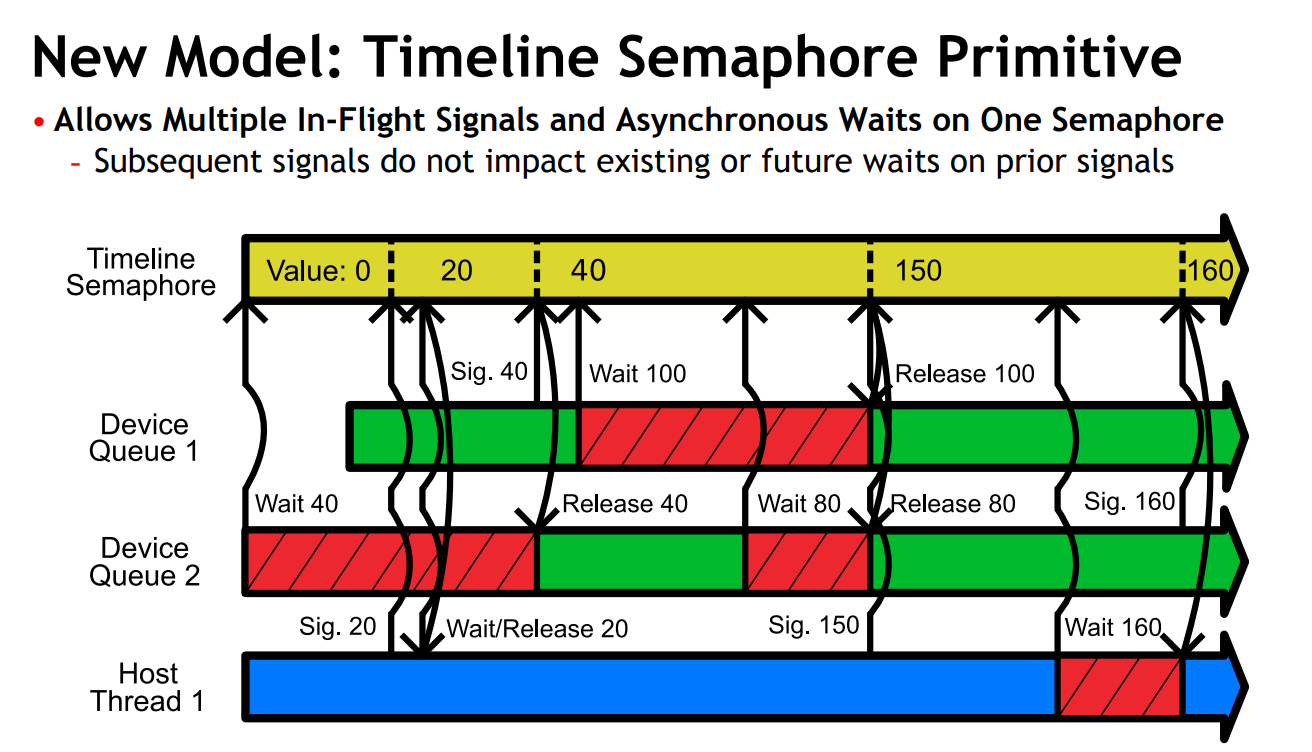 New Model: Timeline Semaphore Primitive
• Allows Multiple In-Flight Signals and Asynchronous Waits on One Semaphore
- Subsequent signals do not impact existing or future waits on prior signals
Timeline
Semaphore
Value: 0
20
40
150
160
Sig. 40
Wait 100
Release 100
Device
Queue 1
Wait 40
Release 40
Wait 80
Release 80
Sig. 160
Device
Queue 2
Sig. 20
Wait/Release 20
Sig. 150
Wait 160
Host
Thread 1